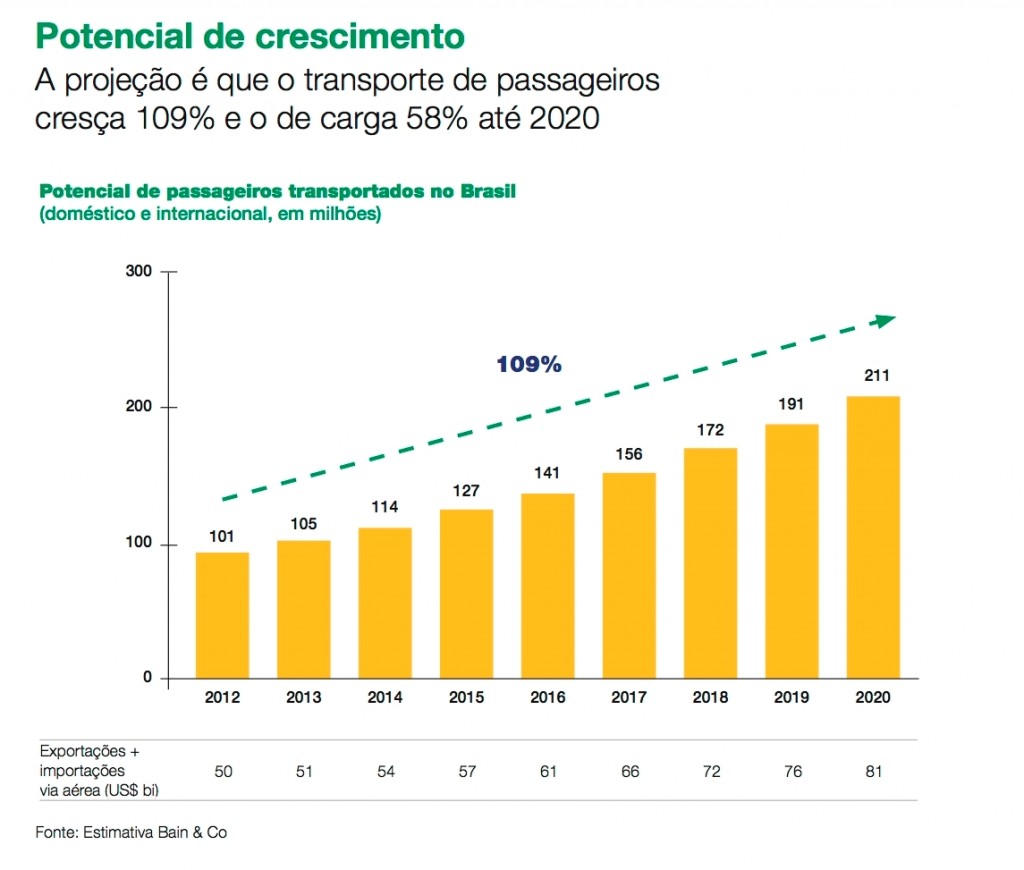 Potencial de crescimento
A projeção é que o transporte de passageiros
cresça 109% e o de carga 58% até 2020
Potencial de passageiros transportados no Brasil
(doméstico e internacional, em milhões)
300
200
100
0
109%
101
105
114
127
141
156
172
191
211
2012 2013 2014 2015 2016 2017 2018 2019 2020
Exportações +
importações
via aérea (US$ bi)
50 51 54 57 61 66 72 76 81
Fonte: Estimativa Bain & Co